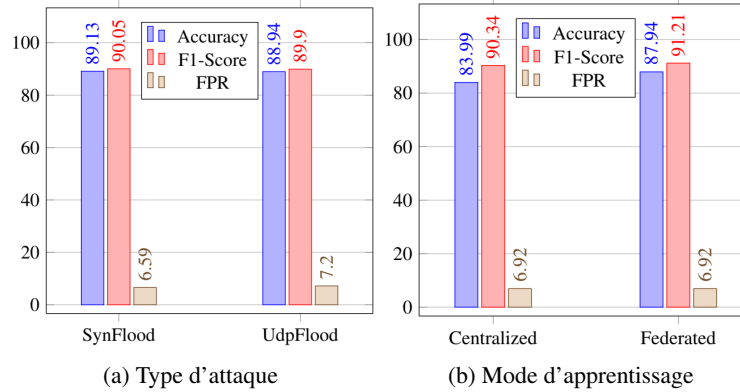 89.13
90.05
6.59
88.94
89.9
7.2
Accuracy
F1-Score
FPR
100
80
60
40
20
0
SynFlood
UdpFlood
(a) Type d'attaque
83.99
90.34
6.92
87.94
91.21
6.92
Accuracy
F1-Score
FPR
100
80
60
40
20
0
Centralized
Federated
(b) Mode d'apprentissage